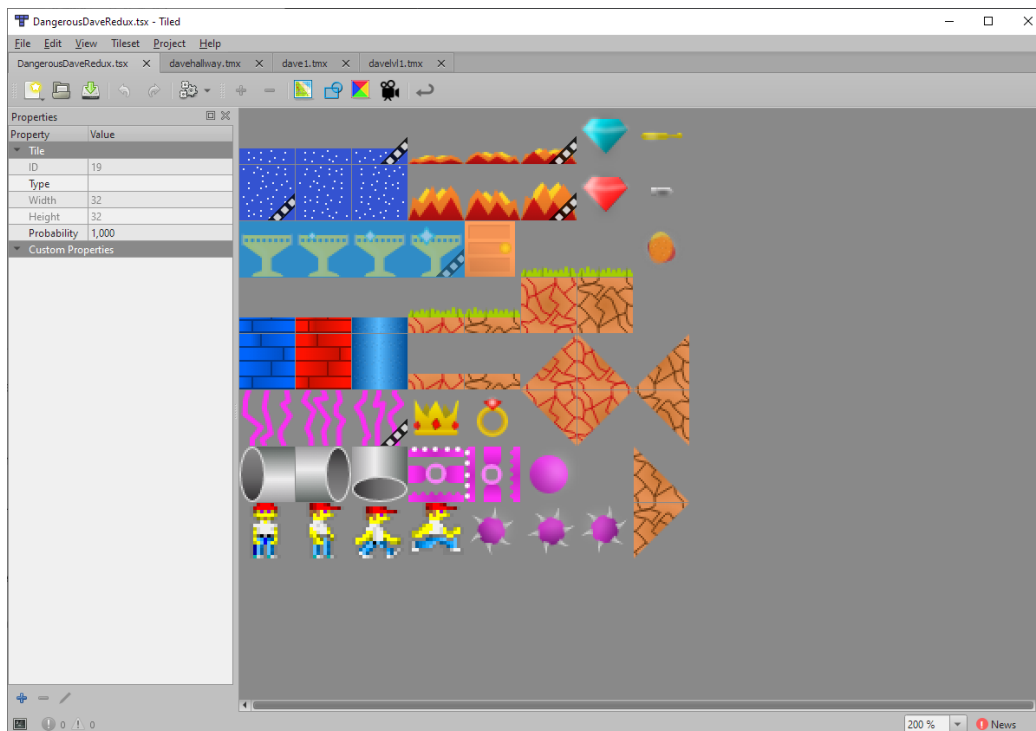 DangerousDaveRedux.tsx - Tiled
File Edit View Tileset Project Help
DangerousDaveRedux.tsx davehallway.tmx dave1.tmx davelvl1.tmx
Properties
Property Value
Tile
ID 19
Type
Width 32
Height 32
Probability 1,000
Custom Properties
0 0
200 % News